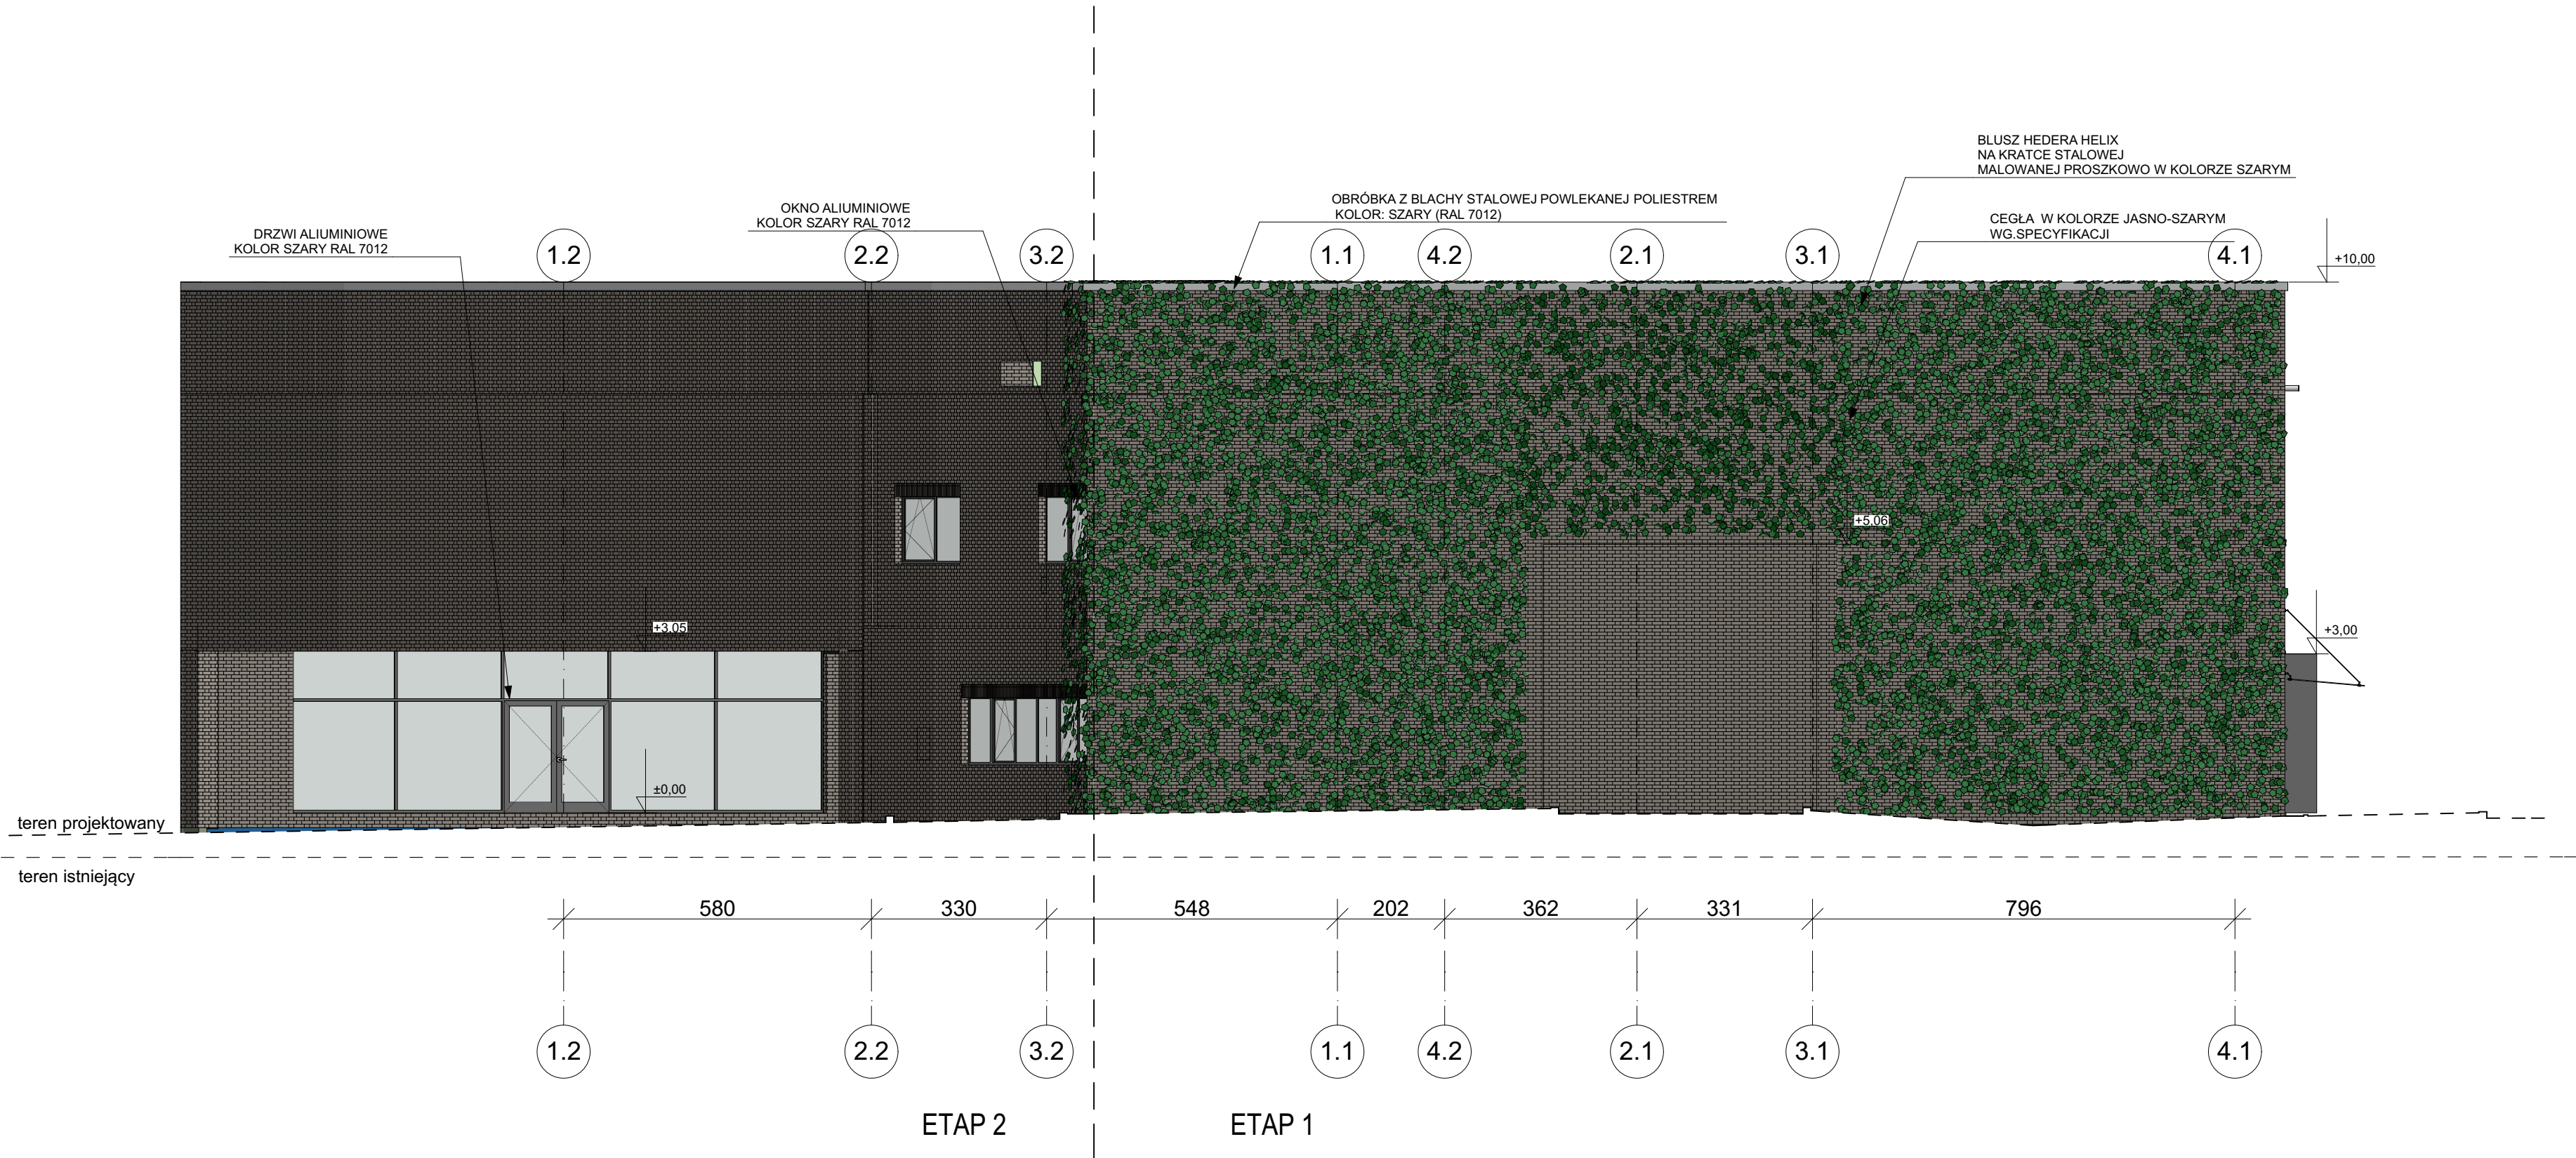 BLUSZ HEDERA HELIX
NA KRATCE STALOWEJ
MALOWANEJ PROSZKOWO W KOLORZE SZARYM
OBRÓBKA Z BLACHY STALOWEJ POWLEKANEJ POLIESTREM
KOLOR: SZARY (RAL 7012)
OKNO ALIUMINIOWE
KOLOR SZARY RAL 7012
CEGŁA W KOLORZE JASNO-SZARYM
WG.SPECYFIKACJI
DRZWI ALIUMINIOWE
KOLOR SZARY RAL 7012
1.2
2.2
3.2
1.1
4.2
2.1
3.1
4.1
+10,00
+5.06
+3.05
+3,00
±0,00
teren projektowany
teren istniejący
580
330
548
202
362
331
796
1.2
2.2
3.2
1.1
4.2
2.1
3.1
4.1
ETAP 2
ETAP 1